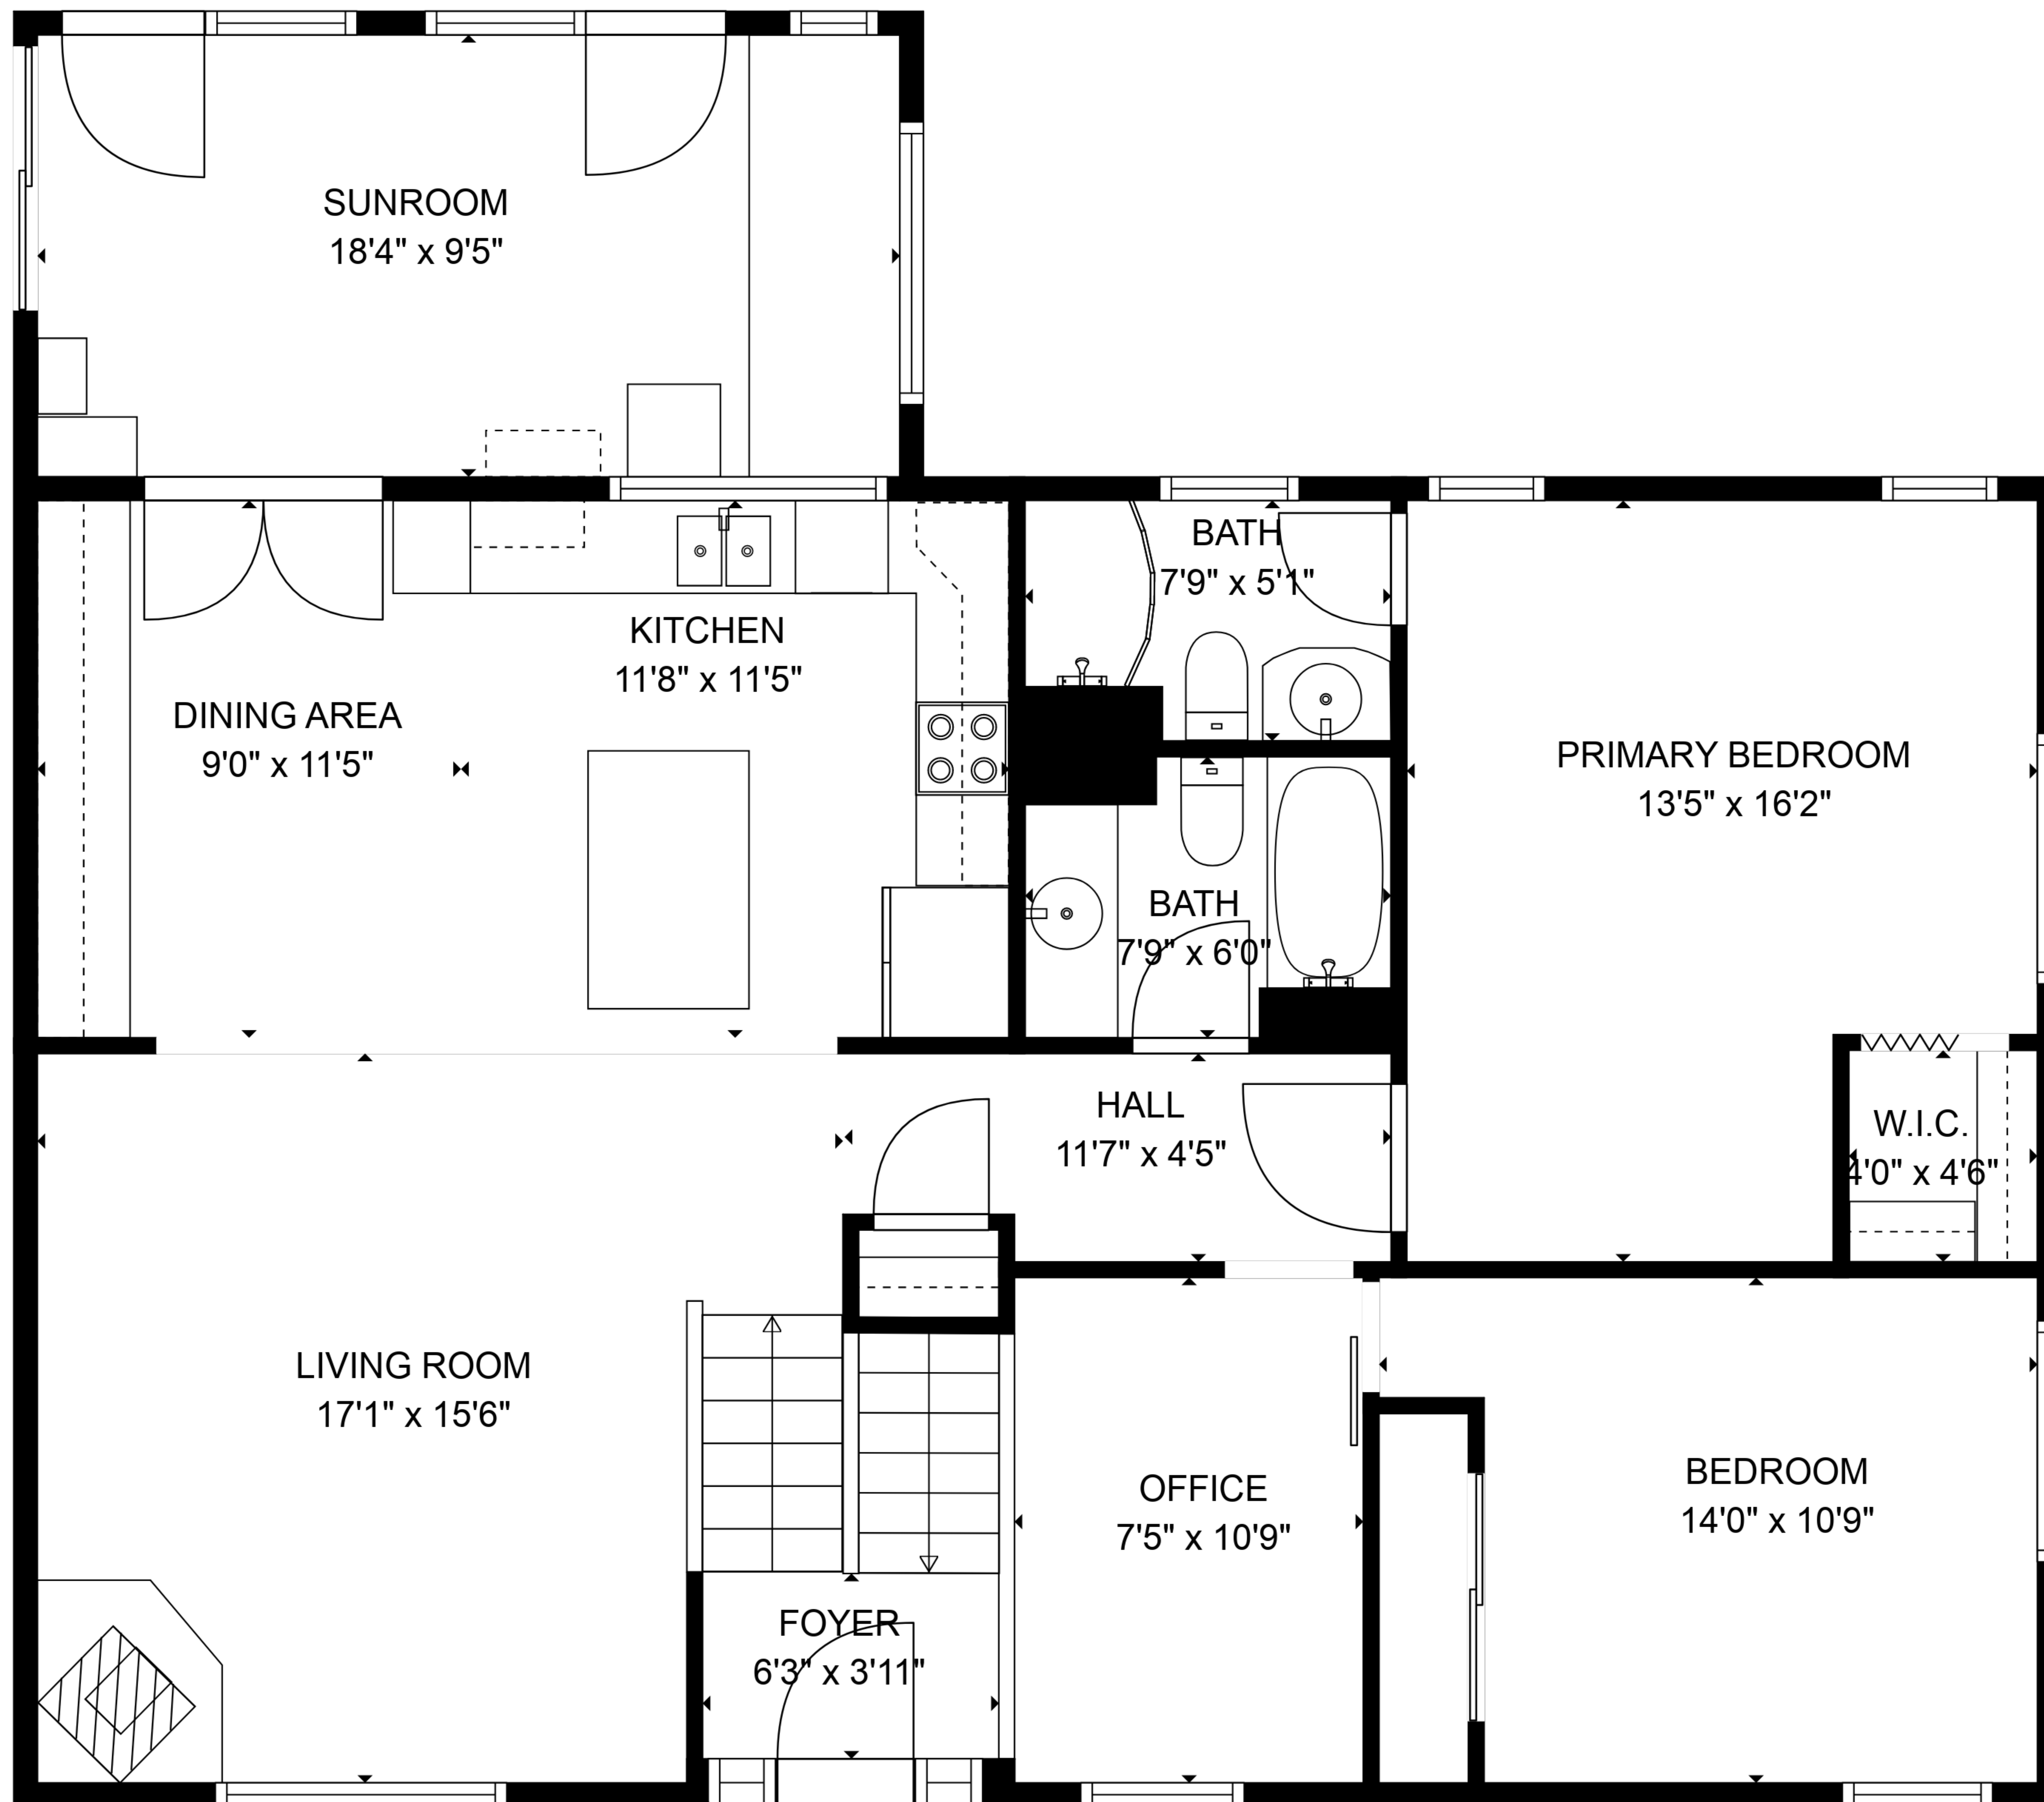 SUNROOM
18'4" x 9'5"
BATH
7'9" x 5'1"
KITCHEN
11'8" x 11'5"
DINING AREA
9'0" x 11'5"
PRIMARY BEDROOM
13'5" x 16'2"
BATH
7'9" x 6'0"
HALL
11'7" x 4'5"
W.I.C.
4'0" x 4'6"
LIVING ROOM
17'1" x 15'6"
OFFICE
7'5" x 10'9"
BEDROOM
14'0" x 10'9"
FOYER
6'3" x 3'11"